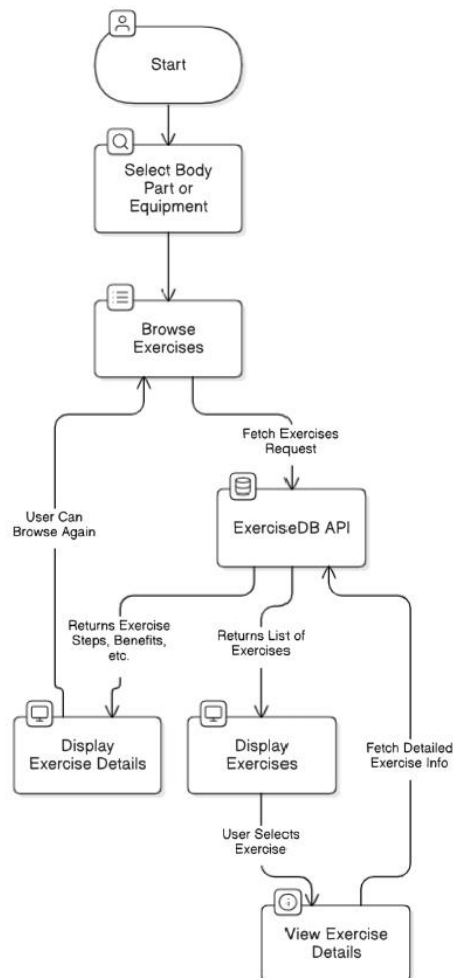 Start
Select Body
Part or
Equipment
Browse
Exercises
Fetch Exercises
Request
User Can
Browse Again
ExerciseDB API
Returns Exercise
Steps, Benefits,
etc.
Returns List of
Exercises
Display
Exercise Details
Display
Exercises
Fetch Detailed
Exercise Info
User Selects
Exercise
View Exercise
Details